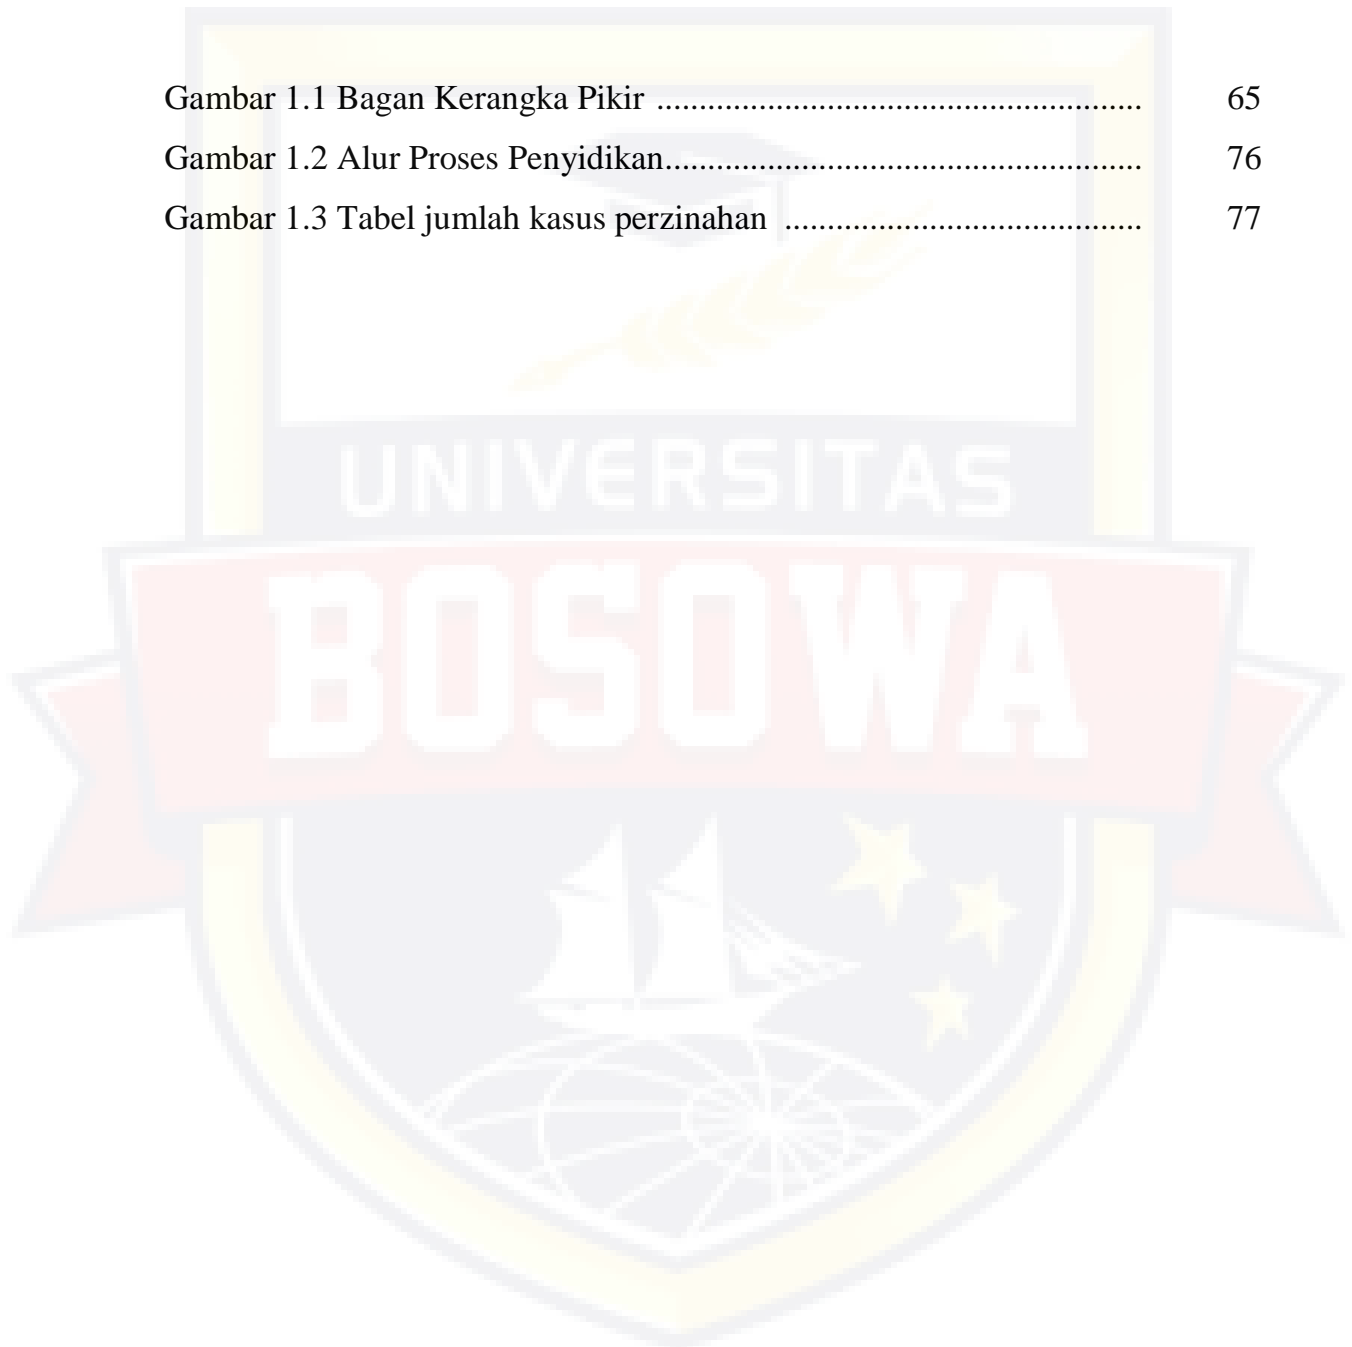 Gambar 1.1 Bagan Kerangka Pikir ......................................................... 65
Gambar 1.2 Alur Proses Penyidikan........................................................ 76
Gambar 1.3 Tabel jumlah kasus perzinahan .......................................... 77
UNIVERSITAS
BOSOWA